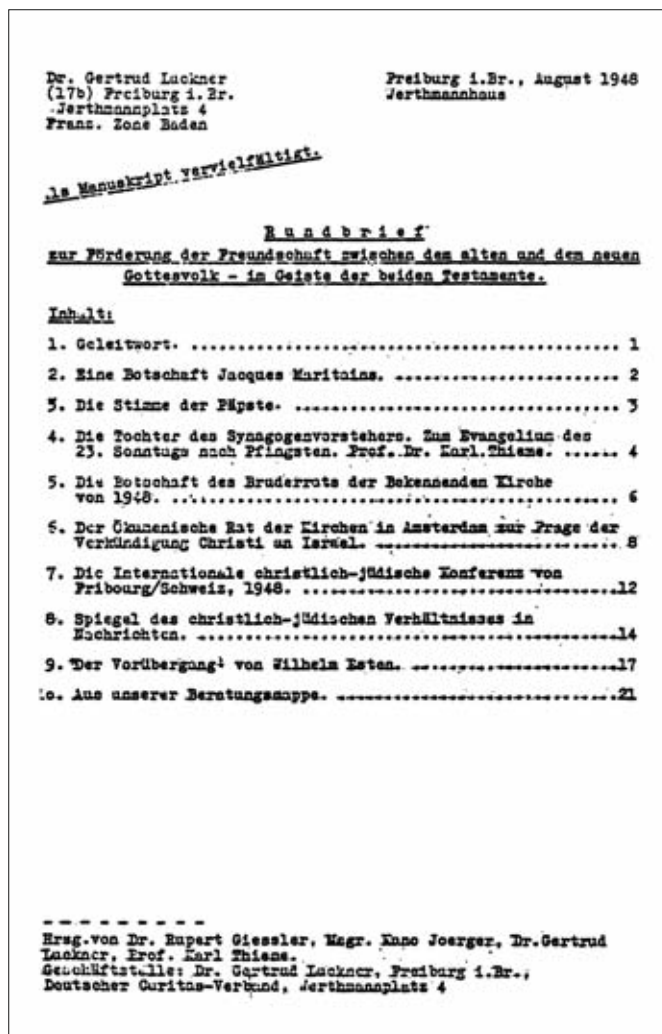 Dr. Gertrud Luckner
(17b) Freiburg i.Br.
Werthmannplatz 4
Franz. Zone Baden
Freiburg i.Br., August 1948
Werthmannhaus
Als Manuskript vervielfältigt.
Rundbrief
zur Förderung der Freundschaft zwischen dem alten und dem neuen
Gottesvolk - im Geiste der beiden Testamente.
Inhalt:
1. Geleitwort. 1
2. Eine Botschaft Jacques Maritains. 2
3. Die Stimme der Päpste. 3
4. Die Tochter des Synagogenvorstehers. Zum Evangelium des
23. Sonntags nach Pfingsten. Prof. Dr. Karl Thieme. 4
5. Die Botschaft des Bruderrats der Bekennenden Kirche
von 1948. 6
6. Der Ökumenische Rat der Kirchen in Amsterdam zur Frage der
Verkündigung Christi an Israel. 8
7. Die Internationale christlich-jüdische Konferenz von
Fribourg/Schweiz, 1948. 12
8. Spiegel des christlich-jüdischen Verhältnisses in
Nachrichten. 14
9. "Der Vorübergang" von Wilhelm 17
10. Aus unserer Beratungsmappe. 21
Hrsg. von Dr. Rupert Giessler, Msgr. Kuno Joerger, Dr. Gertrud
Luckner, Prof. Karl Thieme.
Geschäftstelle: Dr. Gertrud Luckner, Freiburg i.Br.,
Deutscher Caritas-Verband, Werthmannplatz 4